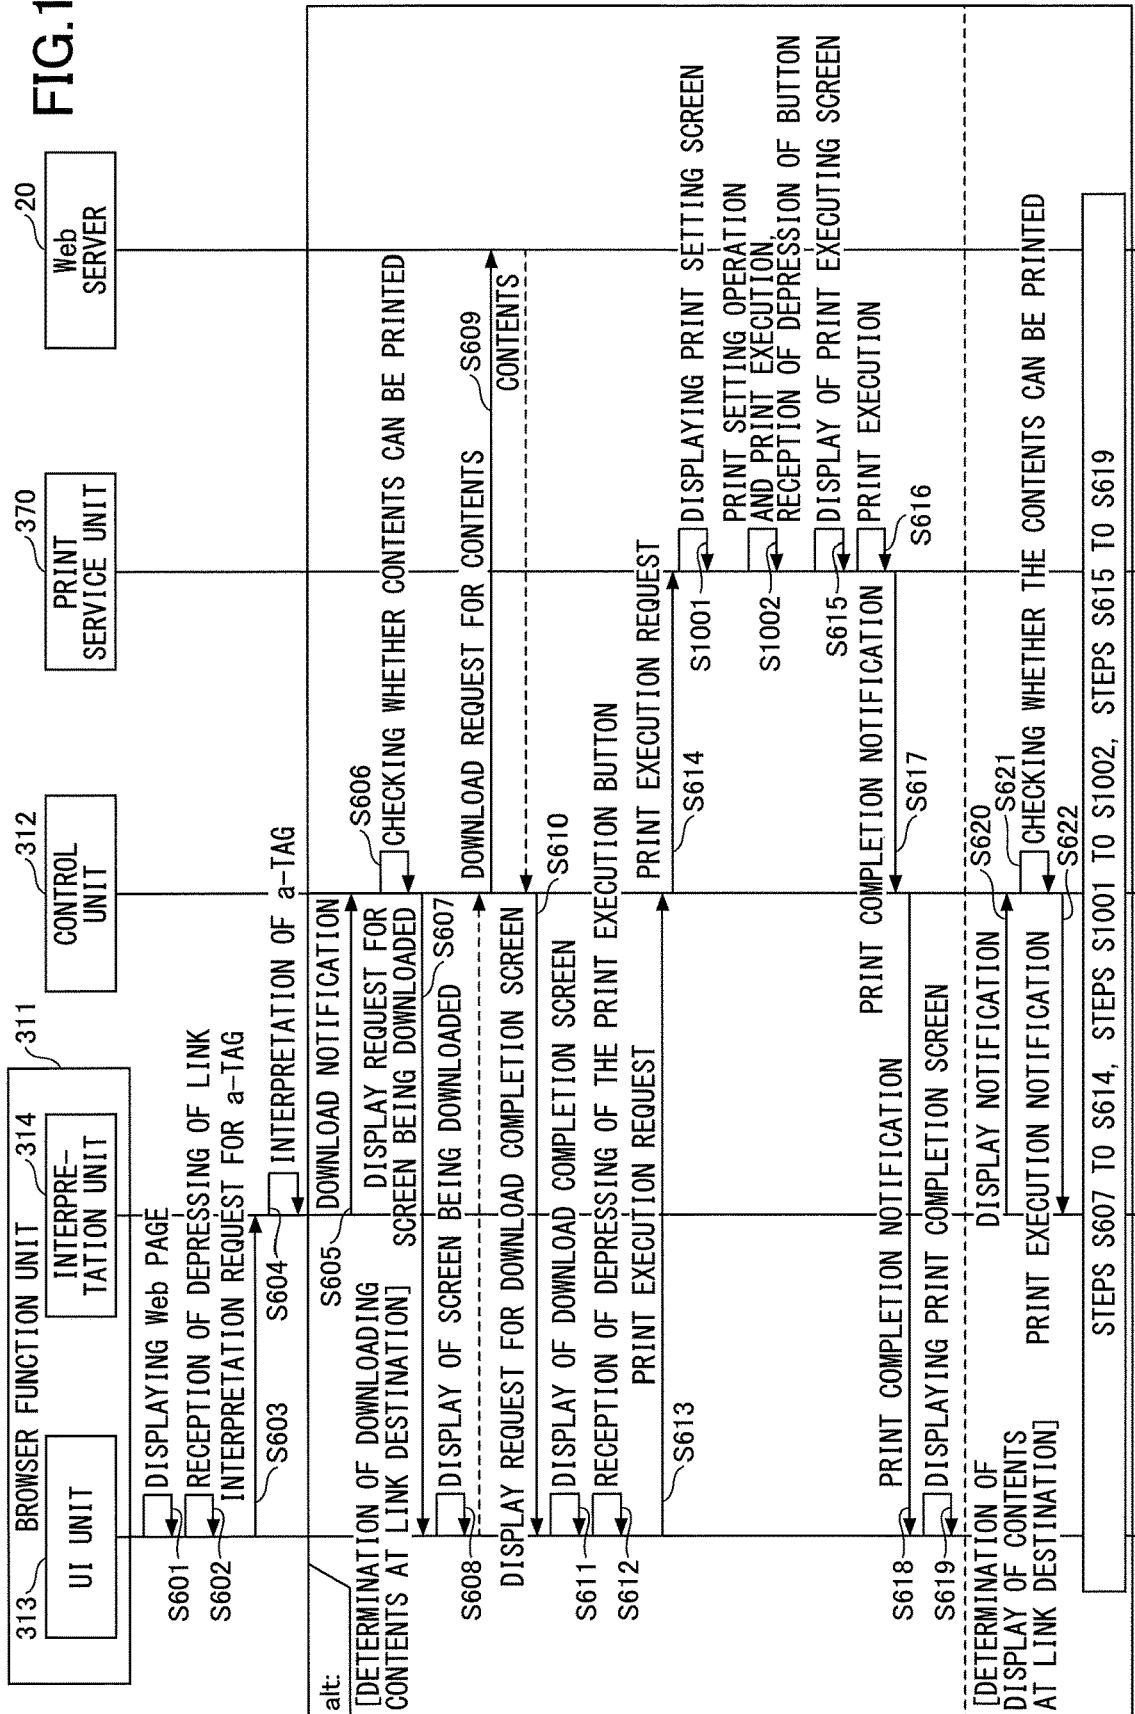 FIG.1
BROWSER FUNCTION UNIT
311
313
UI UNIT
314
INTERPRE-
TATION UNIT
312
CONTROL
UNIT
370
PRINT
SERVICE UNIT
20
Web
SERVER
DISPLAYING Web PAGE
S601
RECEPTION OF DEPRESSING OF LINK
S602
INTERPRETATION REQUEST FOR a-TAG
S603
INTERPRETATION OF a-TAG
S604
alt:
[DETERMINATION OF DOWNLOADING
CONTENTS AT LINK DESTINATION]
DOWNLOAD NOTIFICATION
S605
S606
CHECKING WHETHER CONTENTS CAN BE PRINTED
DISPLAY REQUEST FOR
SCREEN BEING DOWNLOADED
S607
DISPLAY OF SCREEN BEING DOWNLOADED
S608
DOWNLOAD REQUEST FOR CONTENTS
S609
CONTENTS
DISPLAY REQUEST FOR DOWNLOAD COMPLETION SCREEN
S610
DISPLAY OF DOWNLOAD COMPLETION SCREEN
S611
RECEPTION OF DEPRESSING OF THE PRINT EXECUTION BUTTON
S612
PRINT EXECUTION REQUEST
S613
PRINT EXECUTION REQUEST
S614
DISPLAYING PRINT SETTING SCREEN
S1001
PRINT SETTING OPERATION
AND PRINT EXECUTION,
RECEPTION OF DEPRESSION OF BUTTON
S1002
DISPLAY OF PRINT EXECUTING SCREEN
S615
PRINT EXECUTION
S616
PRINT COMPLETION NOTIFICATION
S617
PRINT COMPLETION NOTIFICATION
S618
DISPLAYING PRINT COMPLETION SCREEN
S619
[DETERMINATION OF
DISPLAY OF CONTENTS
AT LINK DESTINATION]
DISPLAY NOTIFICATION
S620
S621
CHECKING WHETHER THE CONTENTS CAN BE PRINTED
PRINT EXECUTION NOTIFICATION
S622
STEPS S607 TO S614, STEPS S1001 TO S1002, STEPS S615 TO S619